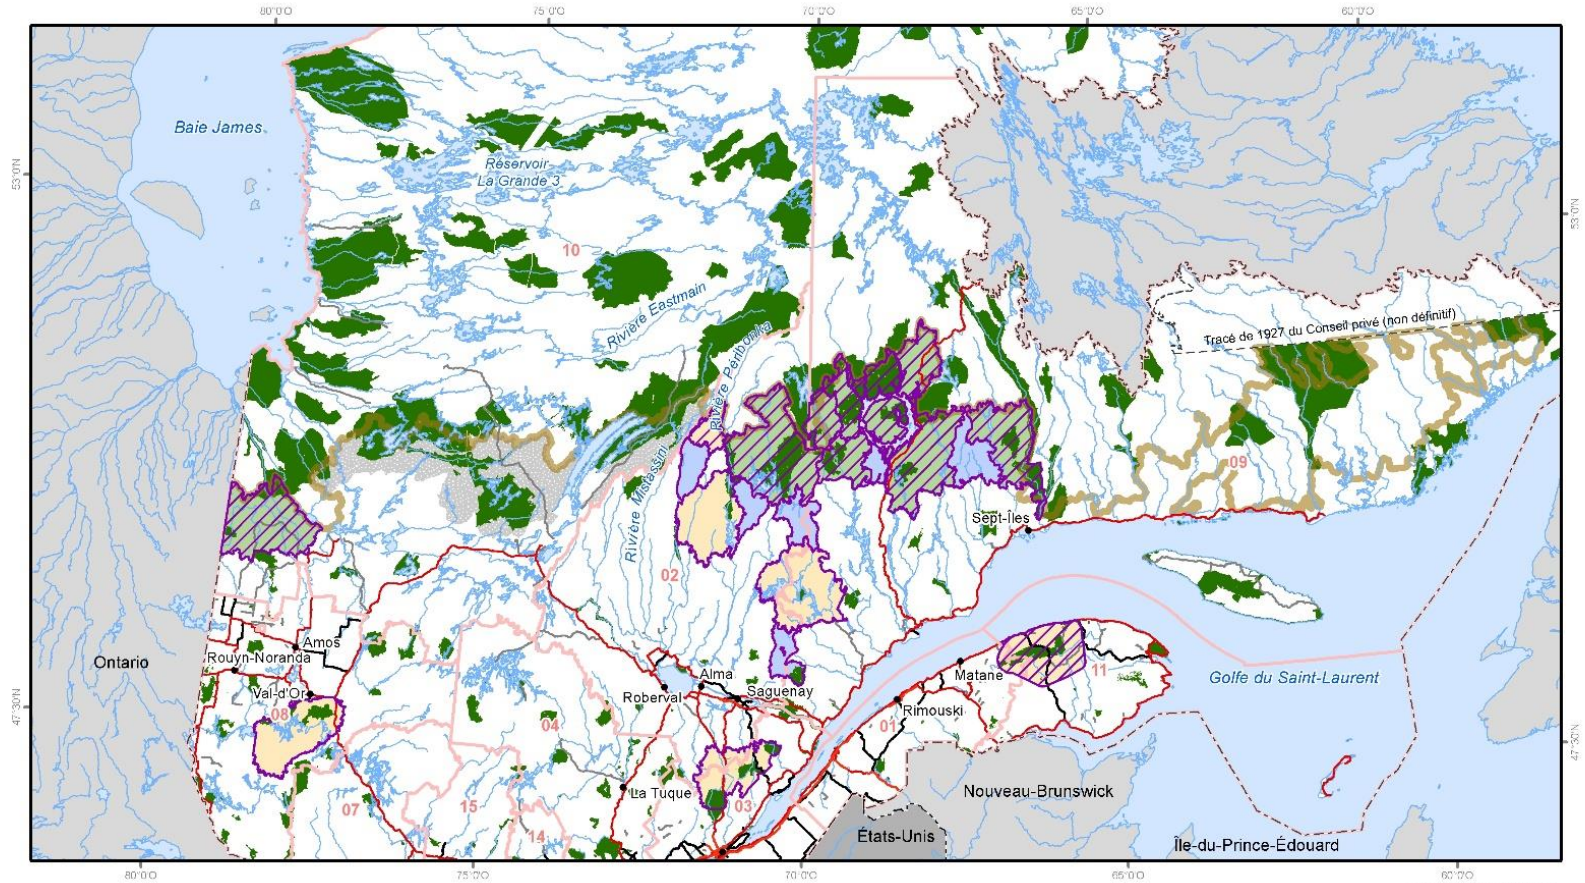 80°0'O 75°0'O 70°0'O 65°0'O 60°0'O
Baie James
53°0'N
Réservoir
La Grande 3
53°0'N
10
Rivière Eastmain
Rivière Péribonka
Tracé de 1927 du Conseil privé (non définitif)
Rivière Mistassini
09
Sept-Îles
02
Ontario
Amos
Rouyn-Noranda
Val-d'Or
08
Roberval
Alma
Saguenay
Matane
11
Golfe du Saint-Laurent
Rimouski
01
47°30'N
04
47°30'N
La Tuque
03
07
15
14
Nouveau-Brunswick
États-Unis
Île-du-Prince-Édouard
80°0'O 75°0'O 70°0'O 65°0'O 60°0'O